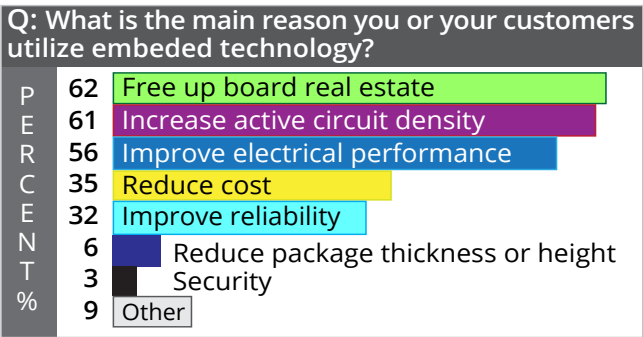 Q: What is the main reason you or your customers
utilize embeded technology?
PERCENT%
62 Free up board real estate
61 Increase active circuit density
56 Improve electrical performance
35 Reduce cost
32 Improve reliability
6 Reduce package thickness or height
3 Security
9 Other